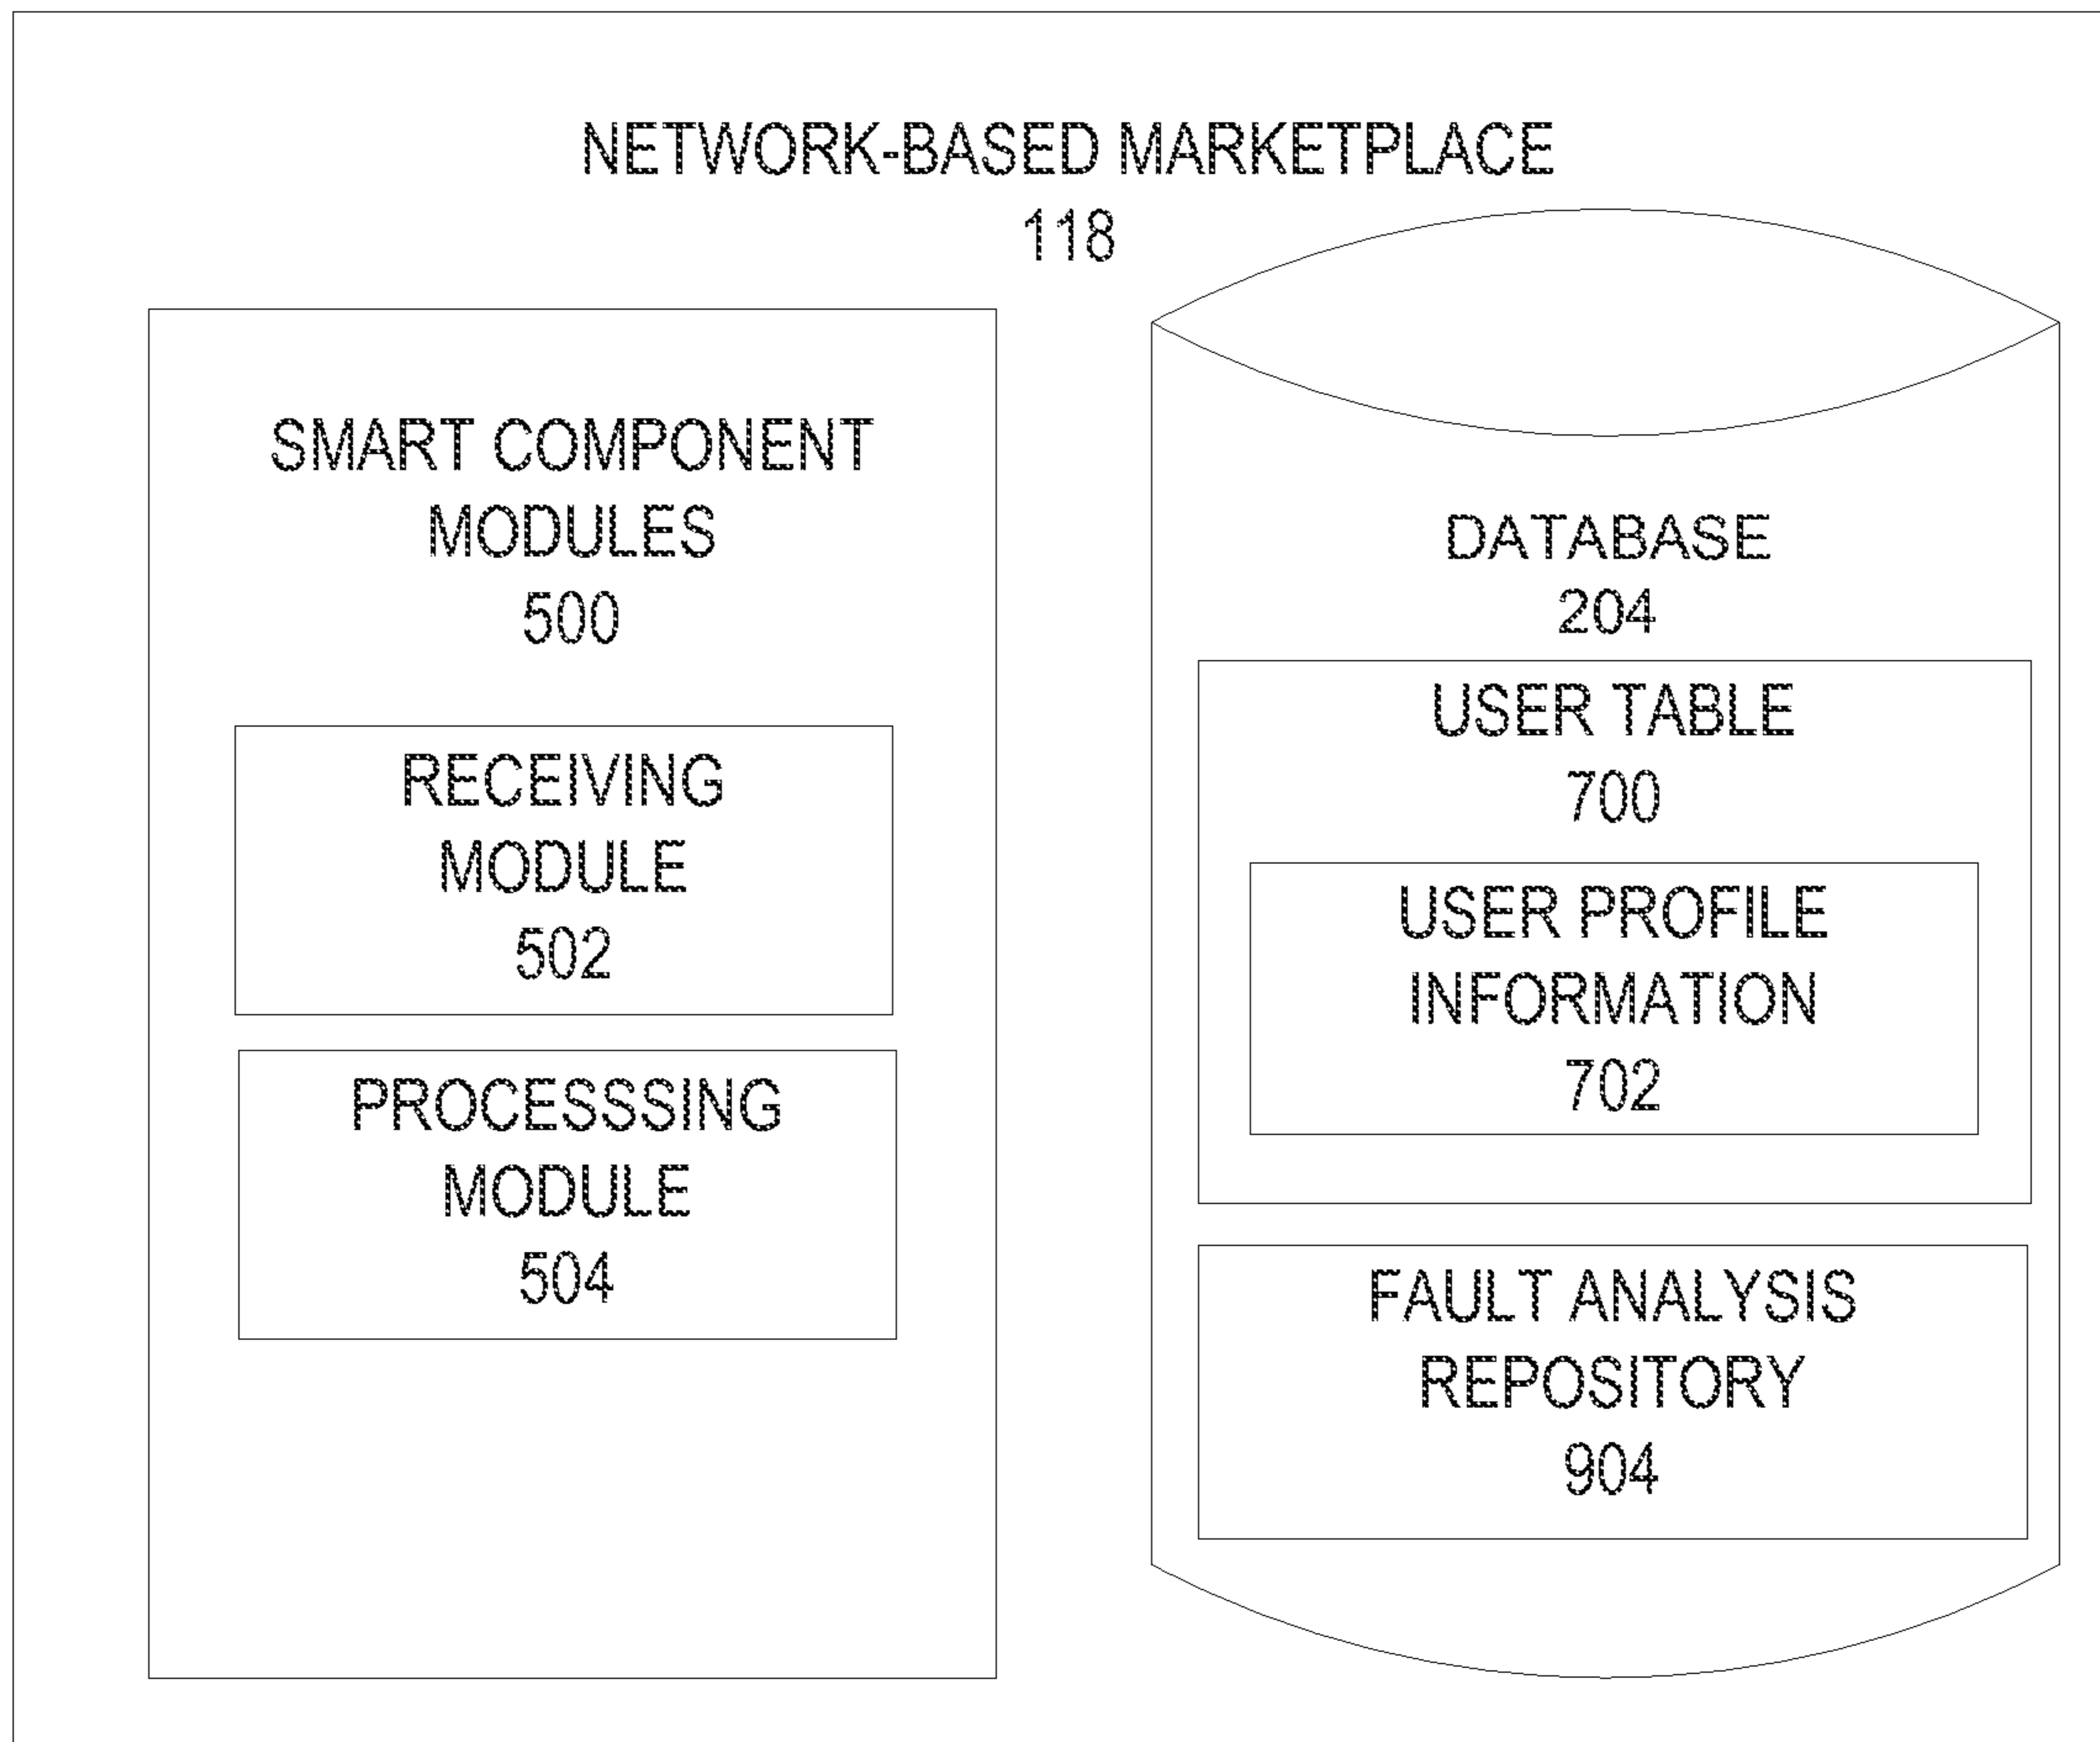 NETWORK-BASED MARKETPLACE
118
SMART COMPONENT
MODULES
500
RECEIVING
MODULE
502
PROCESSSING
MODULE
504
DATABASE
204
USER TABLE
700
USER PROFILE
INFORMATION
702
FAULT ANALYSIS
REPOSITORY
904